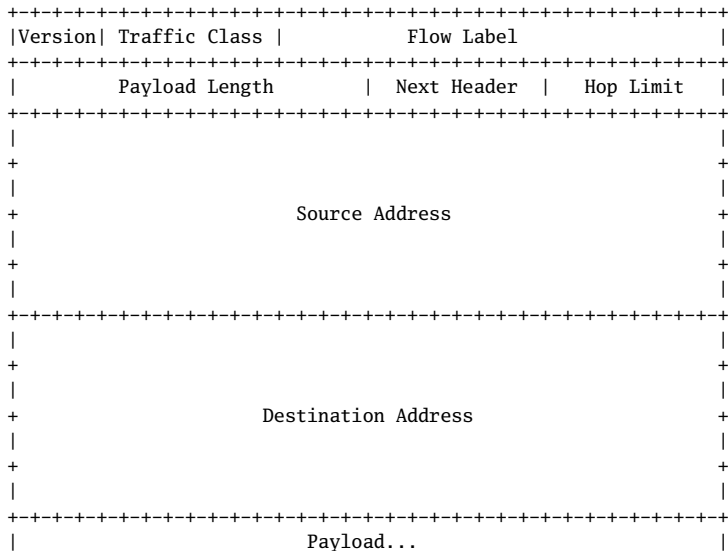 |Version| Traffic Class | Flow Label |
| Payload Length | Next Header | Hop Limit |
Source Address
Destination Address
| Payload... |